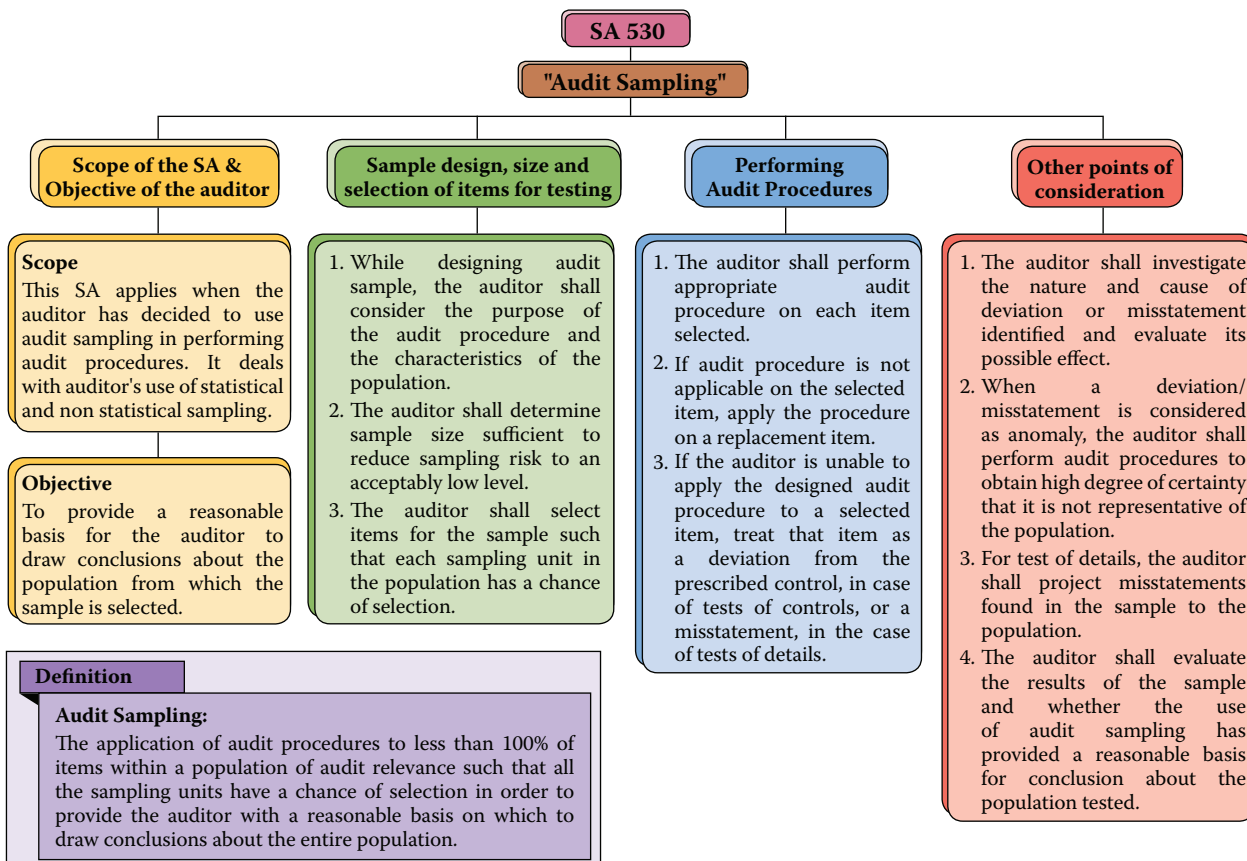 SA 530
"Audit Sampling"
Scope of the SA &
Objective of the auditor
Scope
This SA applies when the
auditor has decided to use
audit sampling in performing
audit procedures. It deals
with auditor's use of statistical
and non statistical sampling.
Objective
To provide a reasonable
basis for the auditor to
draw conclusions about the
population from which the
sample is selected.
Sample design, size and
selection of items for testing
1. While designing audit
sample, the auditor shall
consider the purpose of
the audit procedure and
the characteristics of the
population.
2. The auditor shall determine
sample size sufficient to
reduce sampling risk to an
acceptably low level.
3. The auditor shall select
items for the sample such
that each sampling unit in
the population has a chance
of selection.
Performing
Audit Procedures
1. The auditor shall perform
appropriate audit
procedure on each item
selected.
2. If audit procedure is not
applicable on the selected
item, apply the procedure
on a replacement item.
3. If the auditor is unable to
apply the designed audit
procedure to a selected
item, treat that item as
a deviation from the
prescribed control, in case
of tests of controls, or a
misstatement, in the case
of tests of details.
Other points of
consideration
1. The auditor shall investigate
the nature and cause of
deviation or misstatement
identified and evaluate its
possible effect.
2. When a deviation/
misstatement is considered
as anomaly, the auditor shall
perform audit procedures to
obtain high degree of certainty
that it is not representative of
the population.
3. For test of details, the auditor
shall project misstatements
found in the sample to the
population.
4. The auditor shall evaluate
the results of the sample
and whether the use
of audit sampling has
provided a reasonable basis
for conclusion about the
population tested.
Definition
Audit Sampling:
The application of audit procedures to less than 100% of
items within a population of audit relevance such that all
the sampling units have a chance of selection in order to
provide the auditor with a reasonable basis on which to
draw conclusions about the entire population.